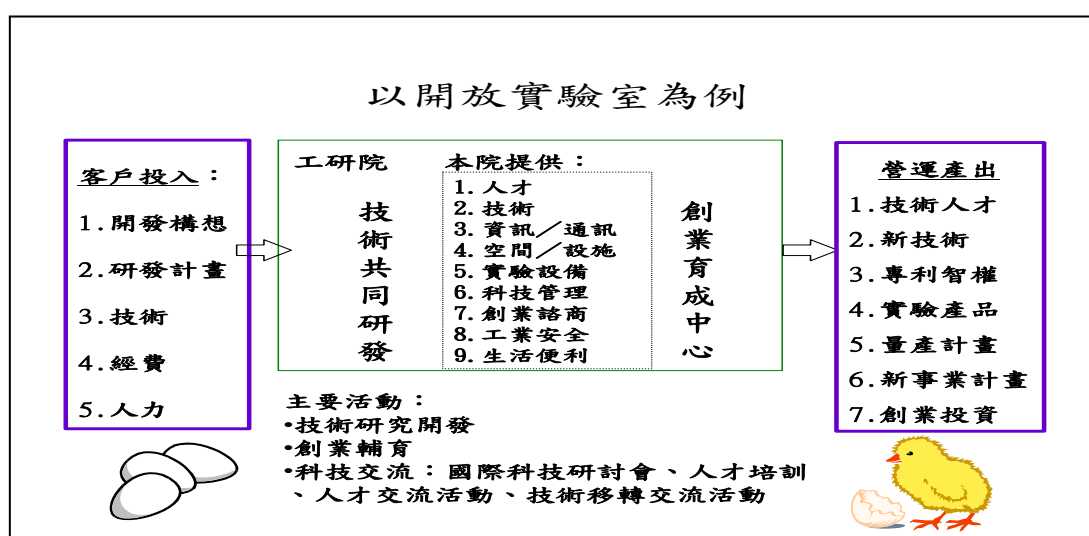 以開放實驗室為例
客戶投入：
1.開發構想
2.研發計畫
3.技術
4.經費
5.人力
工研院
技術共同研發
本院提供：
1.人才
2.技術
3.資訊／通訊
4.空間／設施
5.實驗設備
6.科技管理
7.創業諮商
8.工業安全
9.生活便利
創業育成中心
營運產出
1.技術人才
2.新技術
3.專利智權
4.實驗產品
5.量產計畫
6.新事業計畫
7.創業投資
主要活動：
•技術研究開發
•創業輔育
•科技交流：國際科技研討會、人才培訓
、人才交流活動、技術移轉交流活動